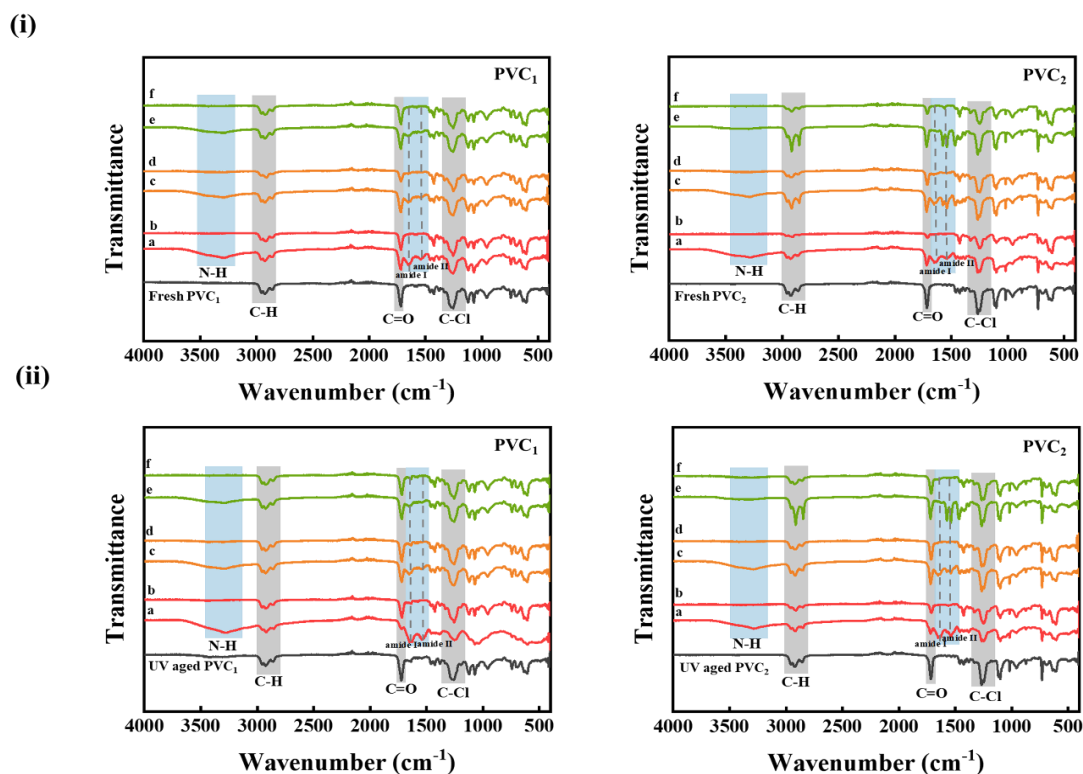 (i)
PVC₁
f
e
d
c
b
a
N-H
amide I
amide II
Fresh PVC₁
C-H
C=O
C-Cl
Transmittance
4000 3000 2000 1000 500
Wavenumber (cm⁻¹)
PVC₂
f
e
d
c
b
a
N-H
amide I
amide II
Fresh PVC₂
C-H
C=O
C-Cl
Transmittance
4000 3500 3000 2500 2000 1500 1000 500
Wavenumber (cm⁻¹)
(ii)
PVC₁
f
e
d
c
b
a
N-H
amide I
amide II
UV aged PVC₁
C-H
C=O
C-Cl
Transmittance
4000 3500 3000 2500 2000 1500 1000 500
Wavenumber (cm⁻¹)
PVC₂
f
e
d
c
b
a
N-H
amide I
amide II
UV aged PVC₂
C-H
C=O
C-Cl
Transmittance
4000 3500 3000 2500 2000 1500 1000 500
Wavenumber (cm⁻¹)